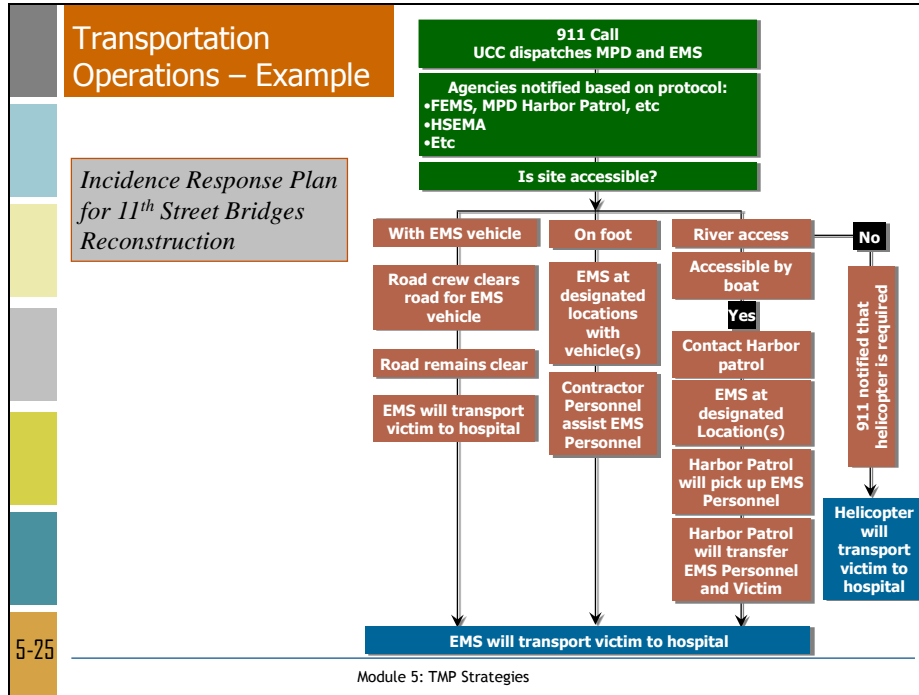 Transportation
Operations – Example
Incidence Response Plan
for 11th Street Bridges
Reconstruction
911 Call
UCC dispatches MPD and EMS
Agencies notified based on protocol:
•FEMS, MPD Harbor Patrol, etc
•HSEMA
•Etc
Is site accessible?
With EMS vehicle
Road crew clears
road for EMS
vehicle
Road remains clear
EMS will transport
victim to hospital
On foot
EMS at
designated
locations
with
vehicle(s)
Contractor
Personnel
assist EMS
Personnel
River access
Accessible by
boat
Yes
Contact Harbor
patrol
EMS at
designated
Location(s)
Harbor Patrol
will pick up EMS
Personnel
Harbor Patrol
will transfer
EMS Personnel
and Victim
No
911 notified that
helicopter is required
Helicopter
will
transport
victim to
hospital
EMS will transport victim to hospital
5-25
Module 5: TMP Strategies